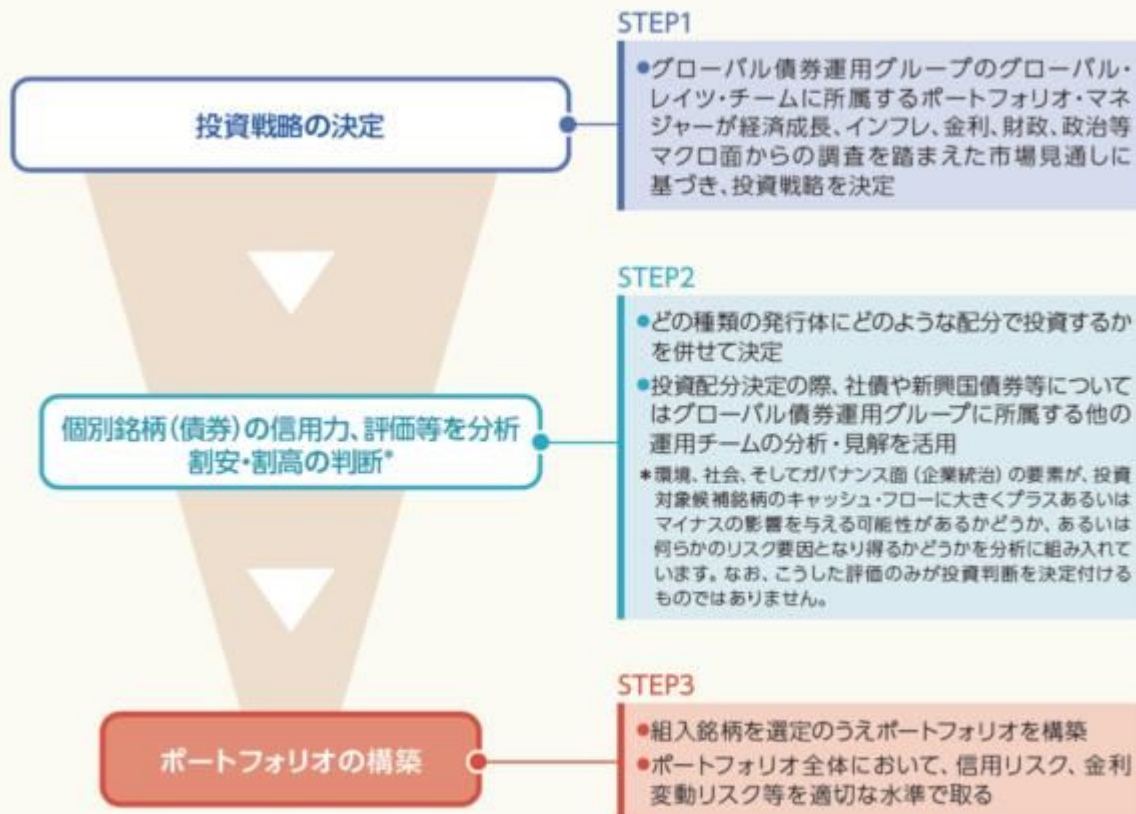 STEP1
投資戦略の決定
●グローバル債券運用グループのグローバル・
レイツ・チームに所属するポートフォリオ・マネ
ジャーが経済成長、インフレ、金利、財政、政治等
マクロ面からの調査を踏まえた市場見通しに
基づき、投資戦略を決定
STEP2
個別銘柄(債券)の信用力、評価等を分析
割安・割高の判断*
●どの種類の発行体にどのような配分で投資するか
を併せて決定
●投資配分決定の際、社債や新興国債券等について
はグローバル債券運用グループに所属する他の
運用チームの分析・見解を活用
*環境、社会、そしてガバナンス面(企業統治)の要素が、投資
対象候補銘柄のキャッシュ・フローに大きくプラスあるいは
マイナスの影響を与える可能性があるかどうか、あるいは
何らかのリスク要因となり得るかどうかを分析に組み入れて
います。なお、こうした評価のみが投資判断を決定付ける
ものではありません。
STEP3
ポートフォリオの構築
●組入銘柄を選定のうえポートフォリオを構築
●ポートフォリオ全体において、信用リスク、金利
変動リスク等を適切な水準で取る